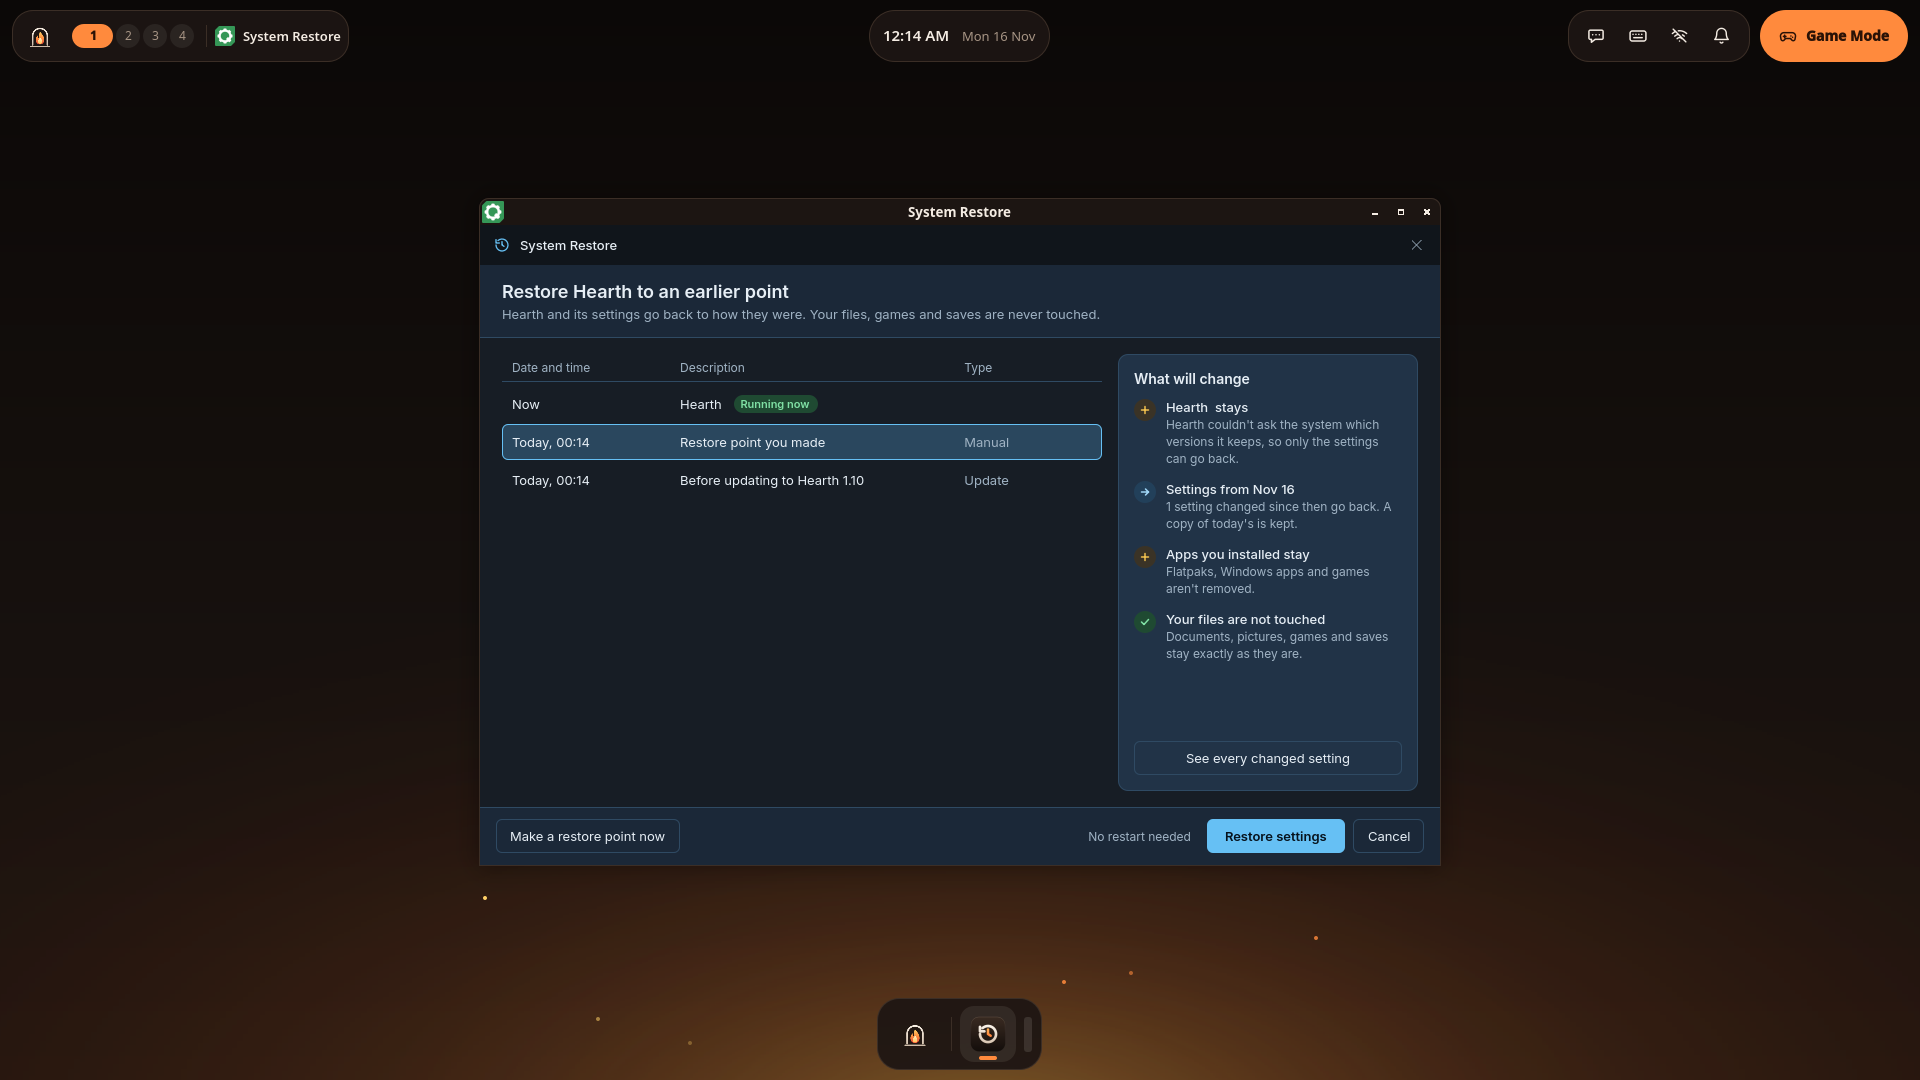 1 2 3 4 System Restore
12:14 AM Mon 16 Nov
Game Mode
System Restore
System Restore
Restore Hearth to an earlier point
Hearth and its settings go back to how they were. Your files, games and saves are never touched.
Date and time Description Type
Now Hearth Running now
Today, 00:14 Restore point you made Manual
Today, 00:14 Before updating to Hearth 1.10 Update
What will change
Hearth stays
Hearth couldn't ask the system which
versions it keeps, so only the settings
can go back.
Settings from Nov 16
1 setting changed since then go back. A
copy of today's is kept.
Apps you installed stay
Flatpaks, Windows apps and games
aren't removed.
Your files are not touched
Documents, pictures, games and saves
stay exactly as they are.
See every changed setting
Make a restore point now
No restart needed
Restore settings
Cancel